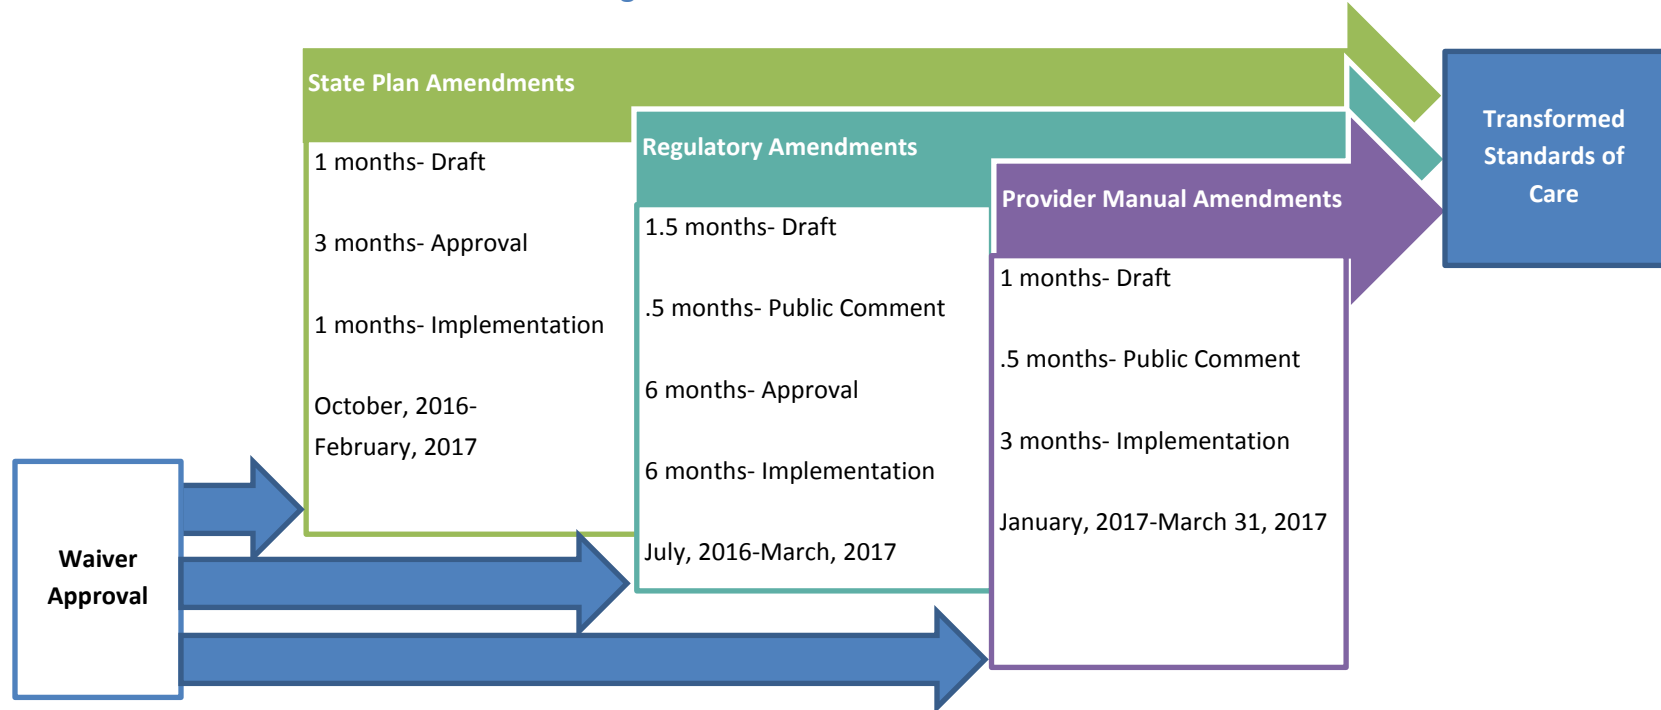 State Plan Amendments
1 months- Draft
3 months- Approval
1 months- Implementation
October, 2016-
February, 2017
Regulatory Amendments
1.5 months- Draft
.5 months- Public Comment
6 months- Approval
6 months- Implementation
July, 2016-March, 2017
Provider Manual Amendments
1 months- Draft
.5 months- Public Comment
3 months- Implementation
January, 2017-March 31, 2017
Transformed
Standards of
Care
Waiver
Approval